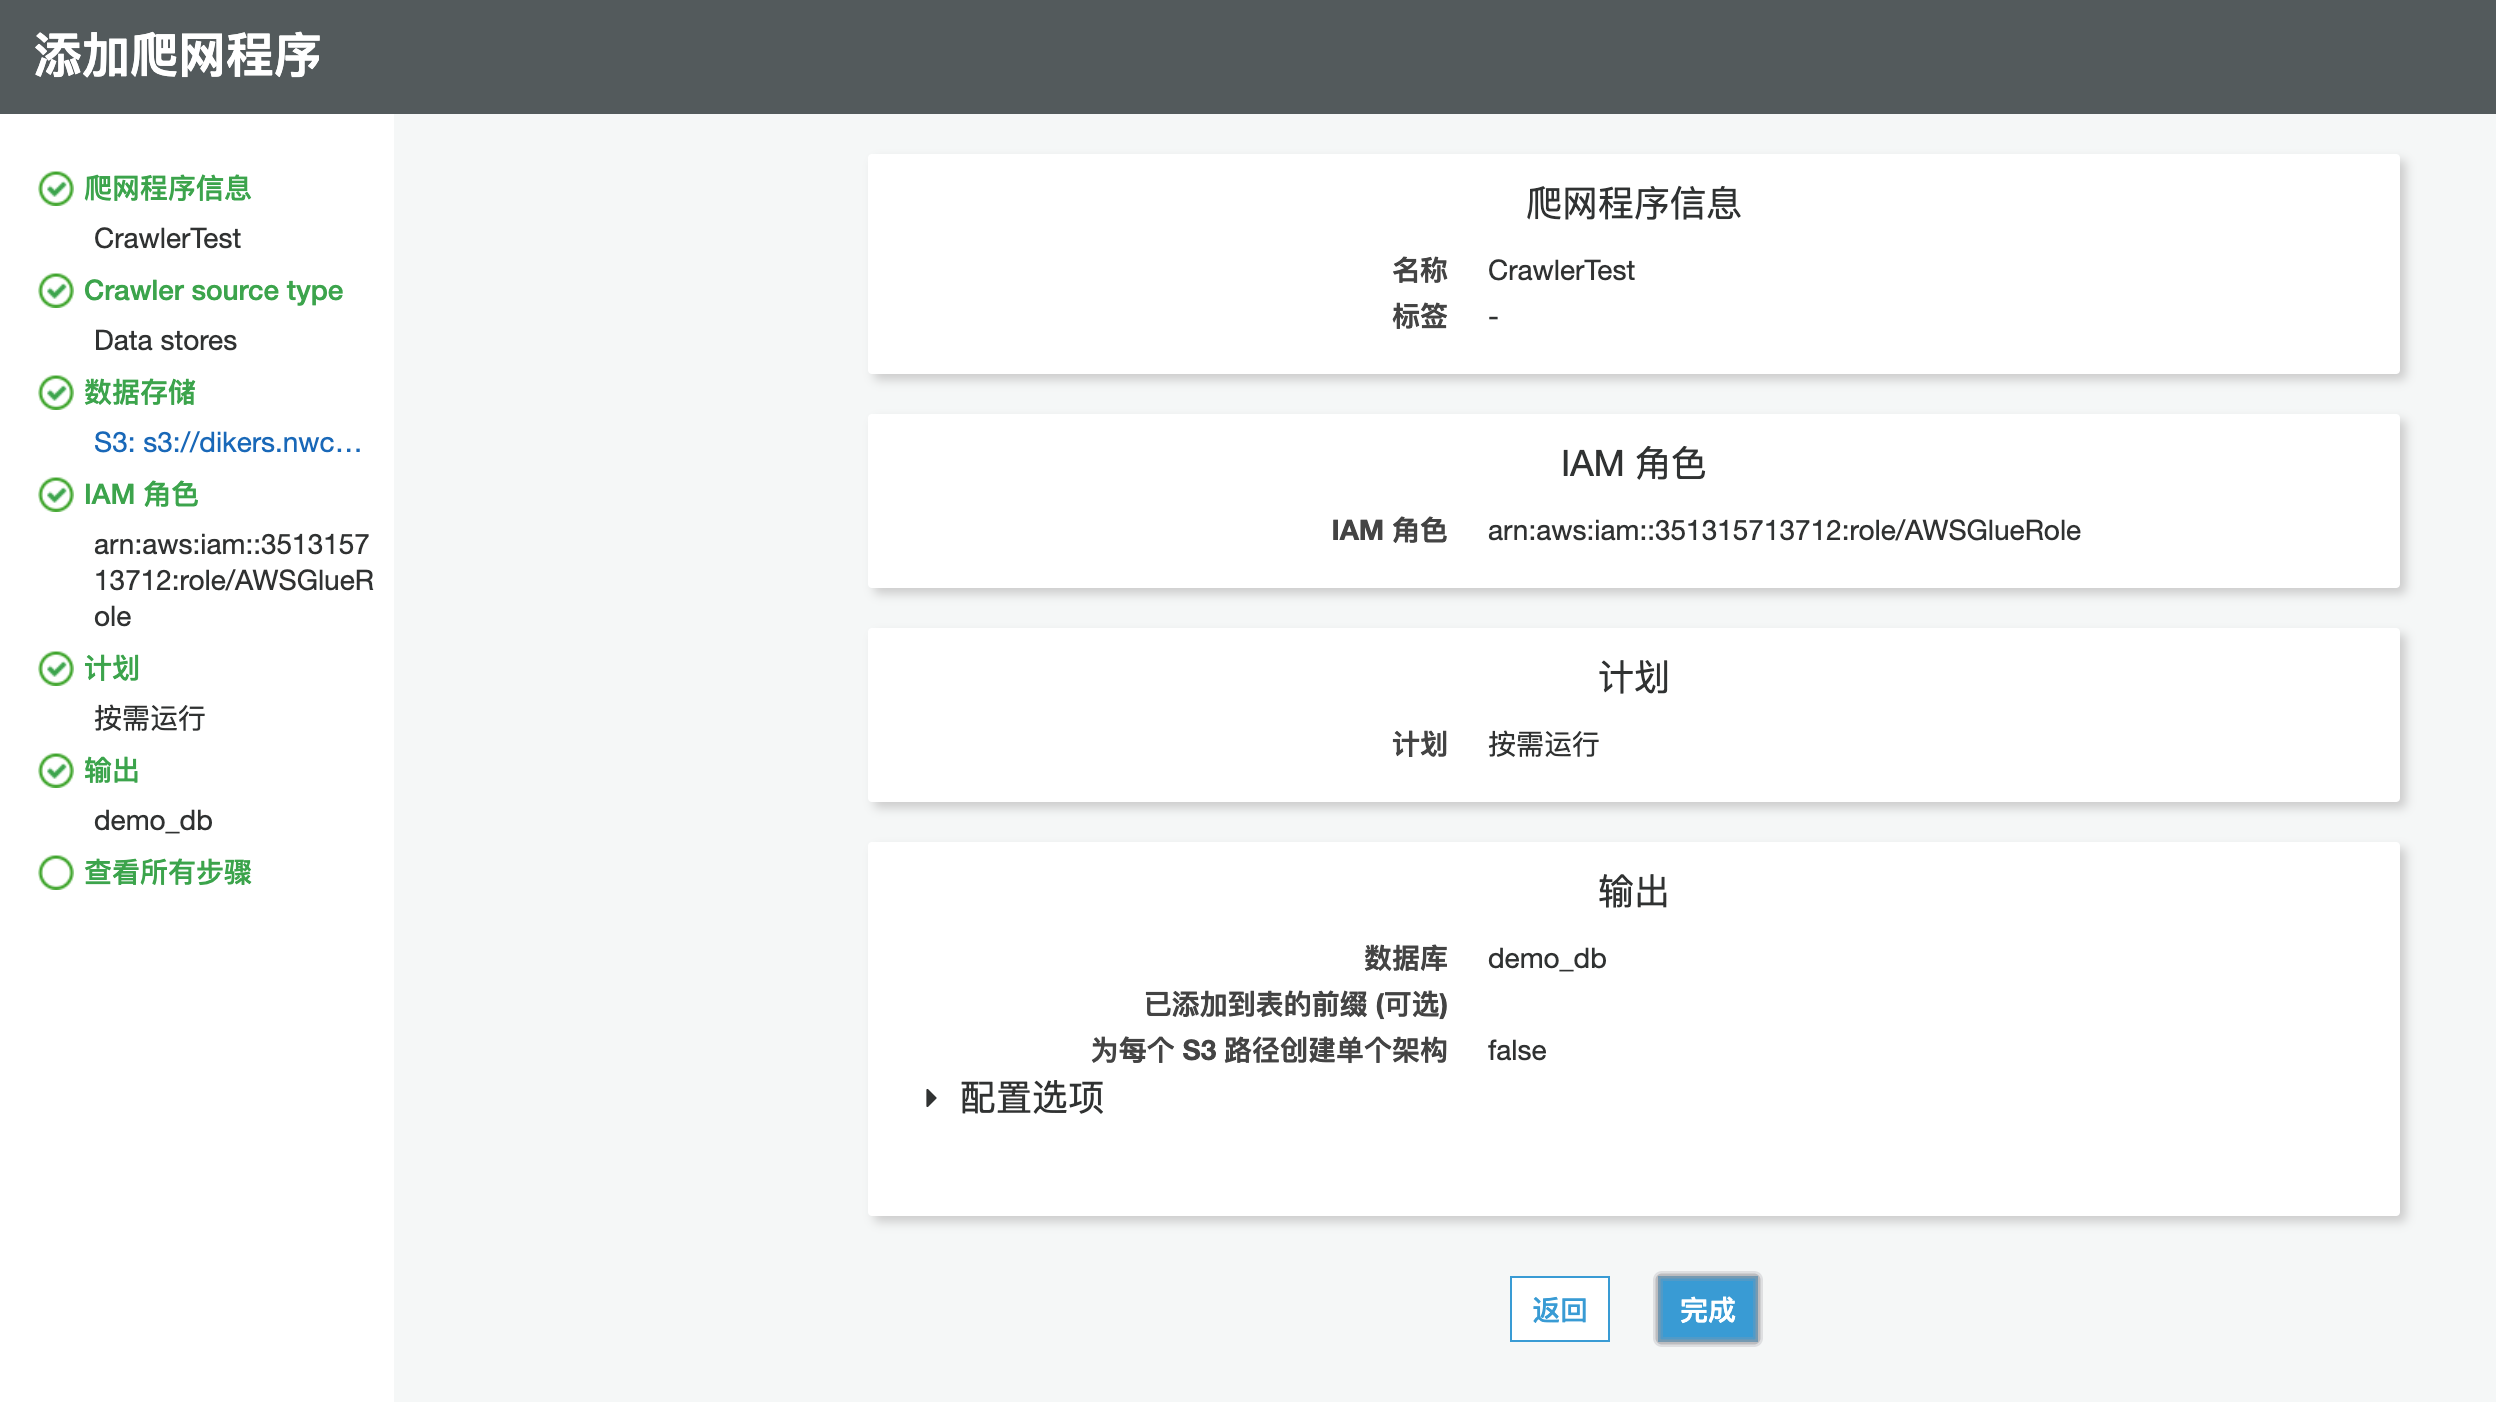 添加爬网程序
爬网程序信息
CrawlerTest
Crawler source type
Data stores
数据存储
S3: s3://dikers.nwc…
IAM 角色
arn:aws:iam::3513157
13712:role/AWSGlueR
ole
计划
按需运行
输出
demo_db
查看所有步骤
爬网程序信息
名称 CrawlerTest
标签 -
IAM 角色
IAM 角色 arn:aws:iam::351315713712:role/AWSGlueRole
计划
计划 按需运行
输出
数据库 demo_db
已添加到表的前缀 (可选)
为每个 S3 路径创建单个架构 false
配置选项
返回 完成